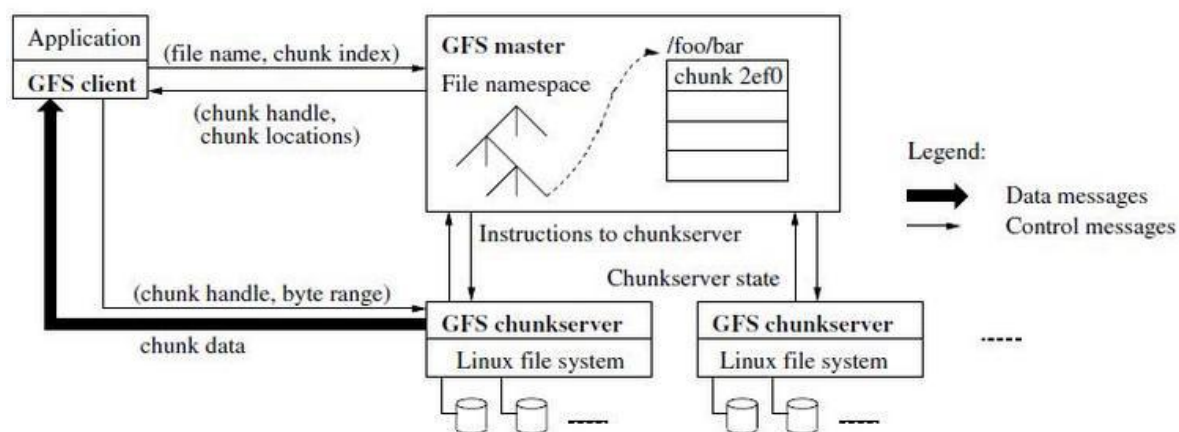 Application
GFS client
(file name, chunk index)
(chunk handle,
chunk locations)
GFS master
File namespace
/foo/bar
chunk 2ef0
Legend:
Data messages
Control messages
Instructions to chunkserver
Chunkserver state
(chunk handle, byte range)
chunk data
GFS chunkserver
Linux file system
GFS chunkserver
Linux file system